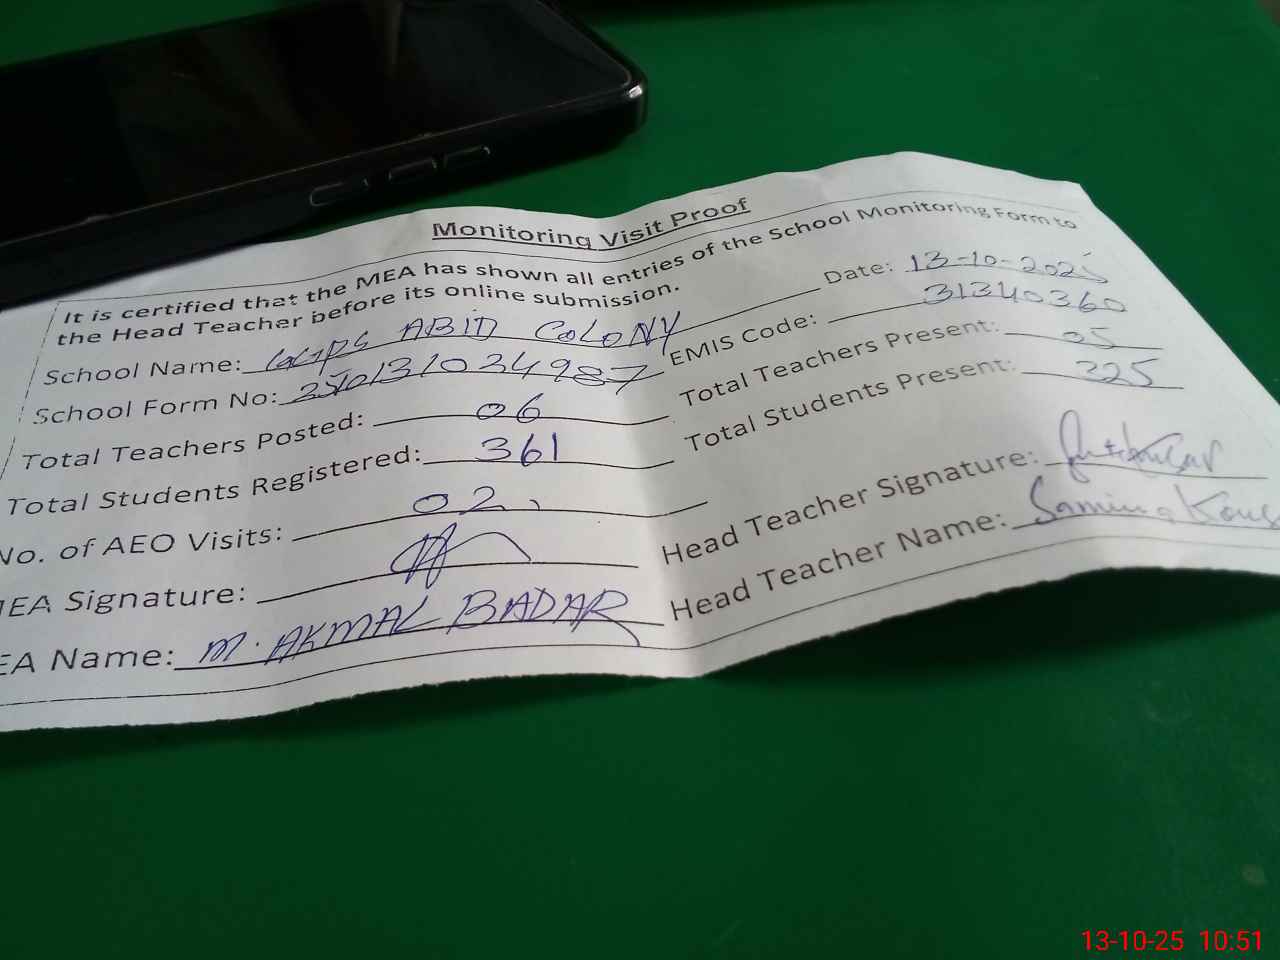 Monitoring Visit Proof
It is certified that the MEA has shown all entries of the School Monitoring Form to
the Head Teacher before its online submission.
Date: 13-10-2025
School Name: GGPS ABID COLONY
EMIS Code: 31340360
School Form No:
Total Teachers Present: 05
Total Teachers Posted: 06
Total Students Present: 325
Total Students Registered: 361
No. of AEO Visits: 02
Head Teacher Signature:
MEA Signature:
Head Teacher Name: Samina
MEA Name: M. AKMAL BADAR
13-10-25 10:51